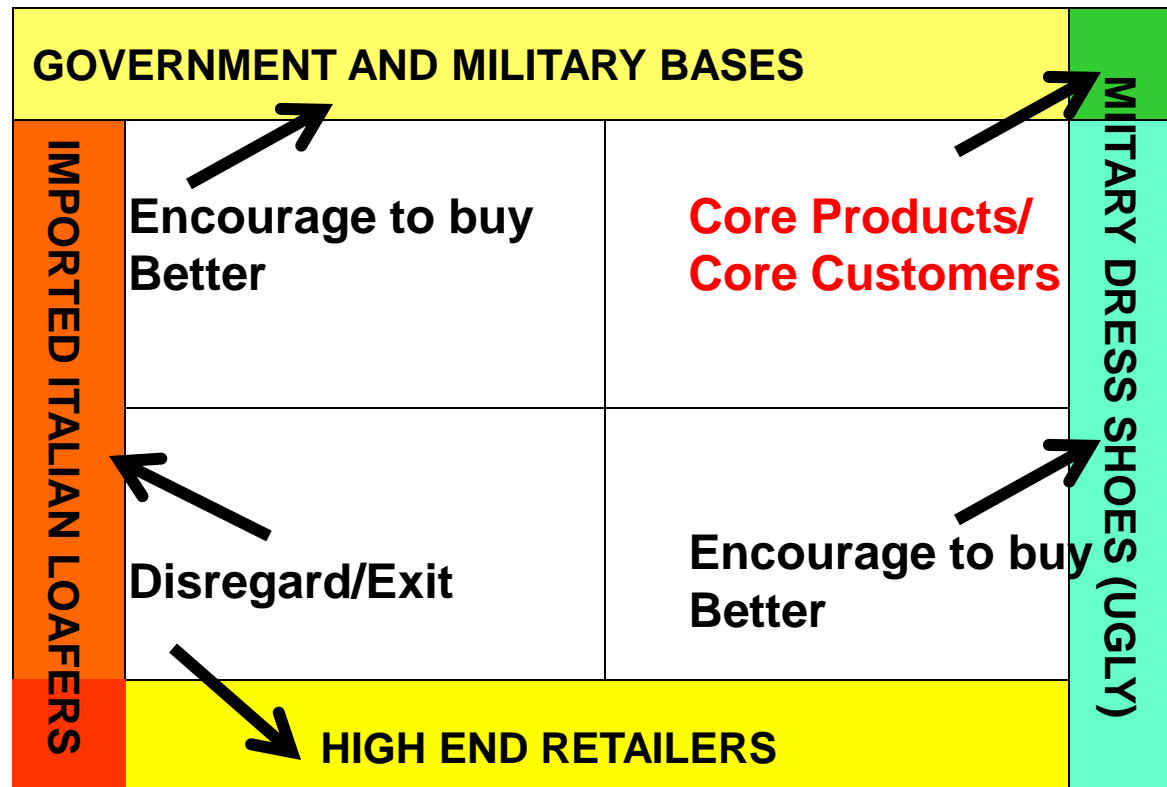 GOVERNMENT AND MILITARY BASES
IMPORTED ITALIAN LOAFERS
Encourage to buy
Better
Core Products/
Core Customers
MIITARY DRESS SHOES (UGLY)
Disregard/Exit
Encourage to buy
Better
HIGH END RETAILERS